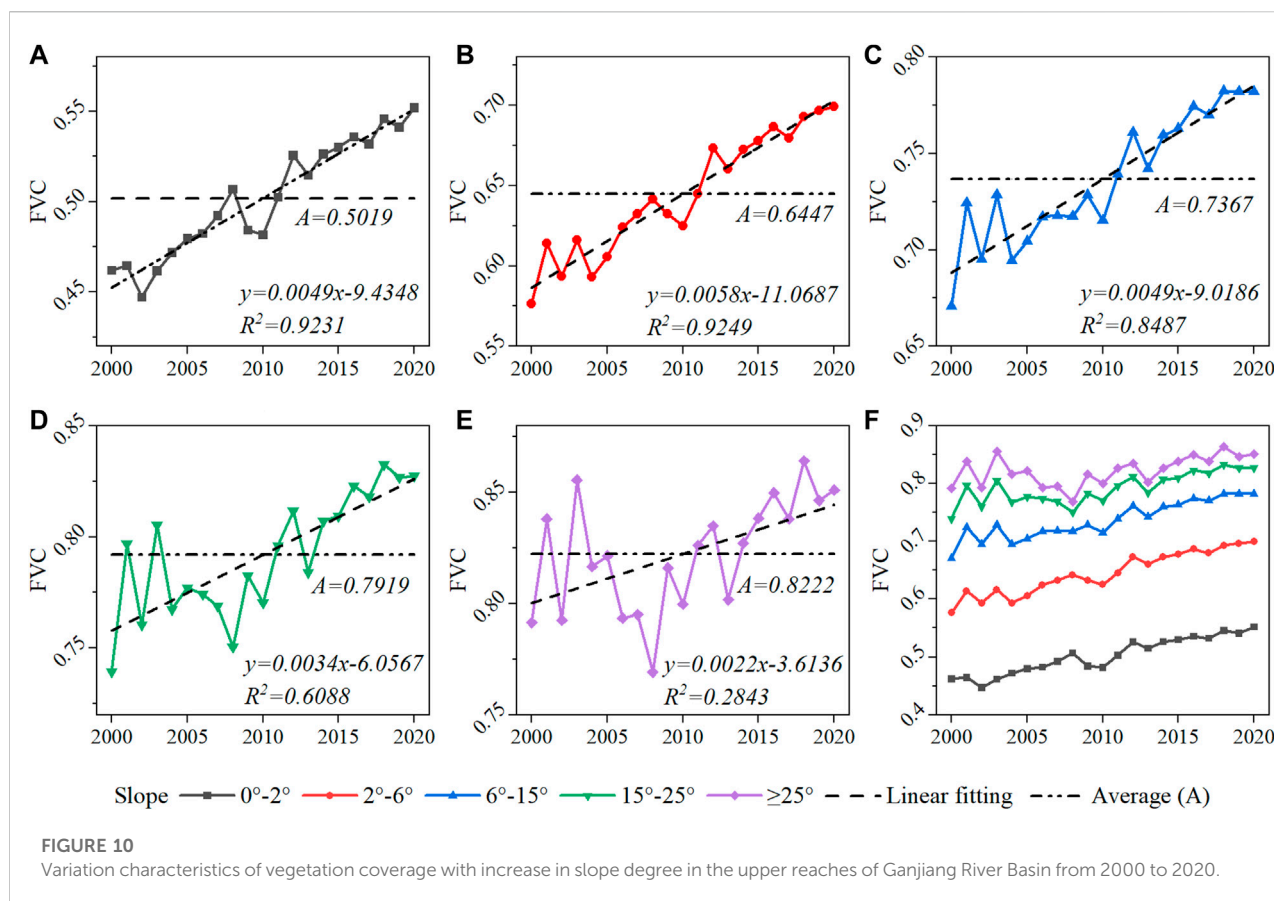 A
FVC
0.55
0.50
0.45
A=0.5019
y=0.0049x-9.4348
R²=0.9231
2000 2005 2010 2015 2020
B
FVC
0.70
0.65
0.60
0.55
A=0.6447
y=0.0058x-11.0687
R²=0.9249
2000 2005 2010 2015 2020
C
FVC
0.80
0.75
0.70
0.65
A=0.7367
y=0.0049x-9.0186
R²=0.8487
2000 2005 2010 2015 2020
D
FVC
0.85
0.80
0.75
A=0.7919
y=0.0034x-6.0567
R²=0.6088
2000 2005 2010 2015 2020
E
FVC
0.85
0.80
0.75
A=0.8222
y=0.0022x-3.6136
R²=0.2843
2000 2005 2010 2015 2020
F
FVC
0.9
0.8
0.7
0.6
0.5
0.4
2000 2005 2010 2015 2020
Slope 0°-2° 2°-6° 6°-15° 15°-25° ≥25° Linear fitting Average (A)
FIGURE 10
Variation characteristics of vegetation coverage with increase in slope degree in the upper reaches of Ganjiang River Basin from 2000 to 2020.